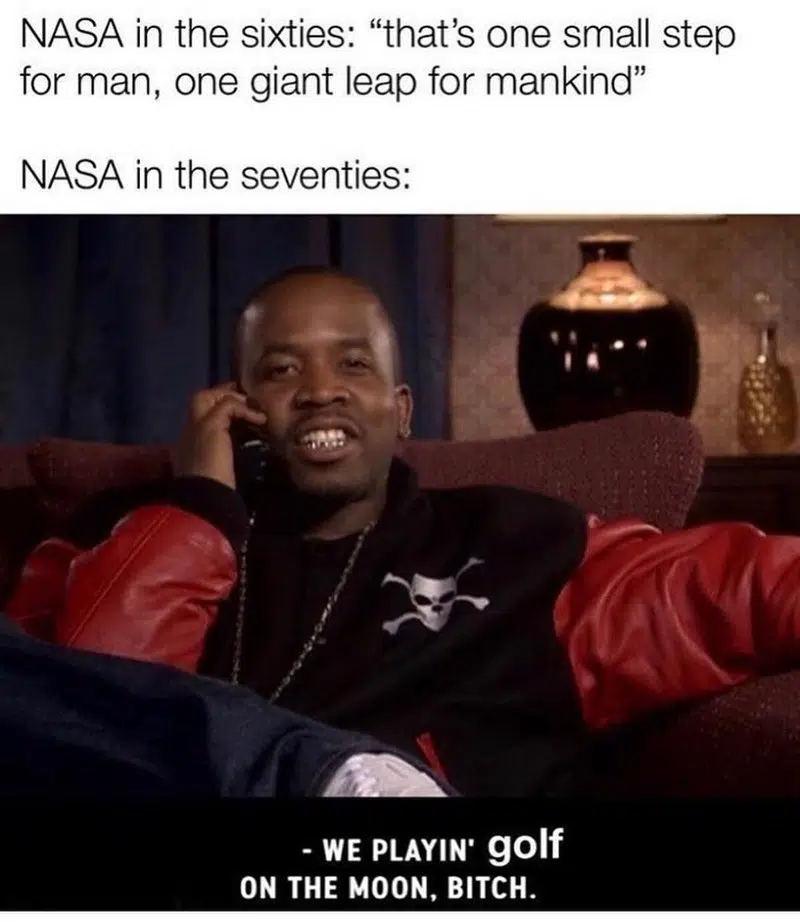 NASA in the sixties: “that’s one small step
for man, one giant leap for mankind”
NASA in the seventies:
- WE PLAYIN' golf
ON THE MOON, BITCH.